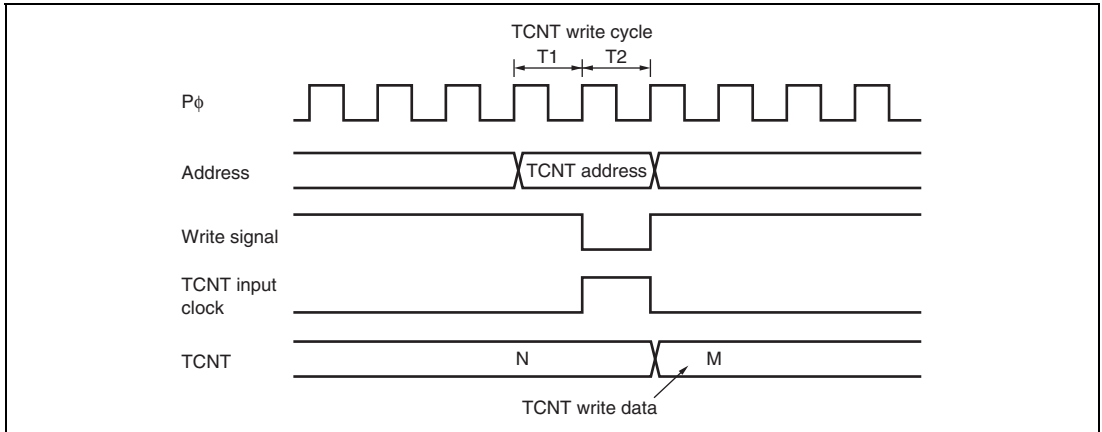 TCNT write cycle
T1 T2
Pϕ
Address TCNT address
Write signal
TCNT input
clock
TCNT N M
TCNT write data